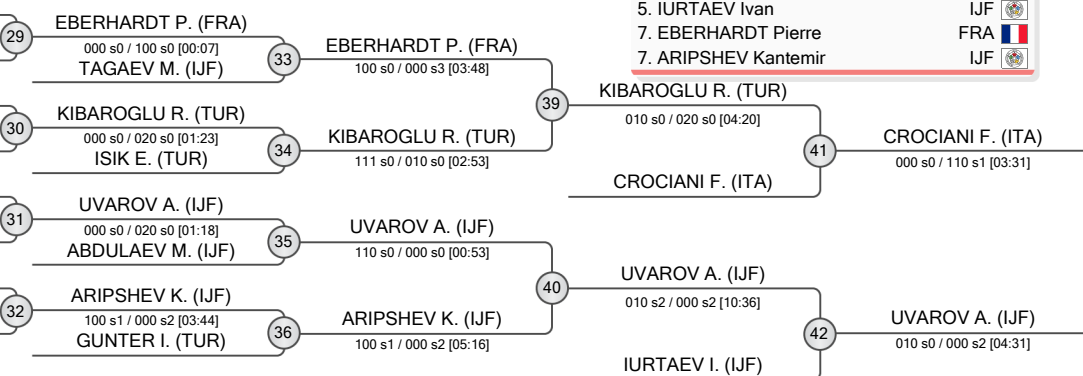 5. IURTAEV Ivan IJF
7. EBERHARDT Pierre FRA
7. ARIPSHEV Kantemir IJF
29
EBERHARDT P. (FRA)
000 s0 / 100 s0 [00:07]
TAGAEV M. (IJF)
33
EBERHARDT P. (FRA)
100 s0 / 000 s3 [03:48]
30
KIBAROGLU R. (TUR)
000 s0 / 020 s0 [01:23]
ISIK E. (TUR)
34
KIBAROGLU R. (TUR)
111 s0 / 010 s0 [02:53]
39
KIBAROGLU R. (TUR)
010 s0 / 020 s0 [04:20]
CROCIANI F. (ITA)
41
CROCIANI F. (ITA)
000 s0 / 110 s1 [03:31]
31
UVAROV A. (IJF)
000 s0 / 020 s0 [01:18]
ABDULAEV M. (IJF)
35
UVAROV A. (IJF)
110 s0 / 000 s0 [00:53]
32
ARIPSHEV K. (IJF)
100 s1 / 000 s2 [03:44]
GUNTER I. (TUR)
36
ARIPSHEV K. (IJF)
100 s1 / 000 s2 [05:16]
40
UVAROV A. (IJF)
010 s2 / 000 s2 [10:36]
IURTAEV I. (IJF)
42
UVAROV A. (IJF)
010 s0 / 000 s2 [04:31]